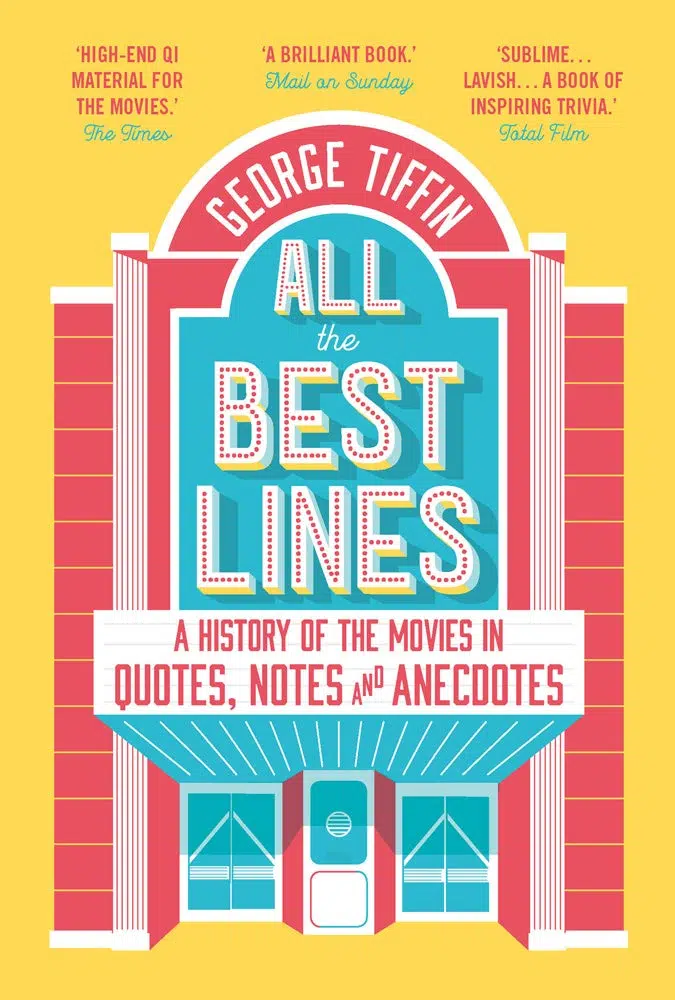 ‘HIGH-END QI
MATERIAL FOR
THE MOVIES.’
The Times
‘A BRILLIANT BOOK.’
Mail on Sunday
‘SUBLIME...
LAVISH... A BOOK OF
INSPIRING TRIVIA.’
Total Film
GEORGE TIFFIN
ALL
the
BEST
LINES
A HISTORY OF THE MOVIES IN
QUOTES, NOTES AND ANECDOTES